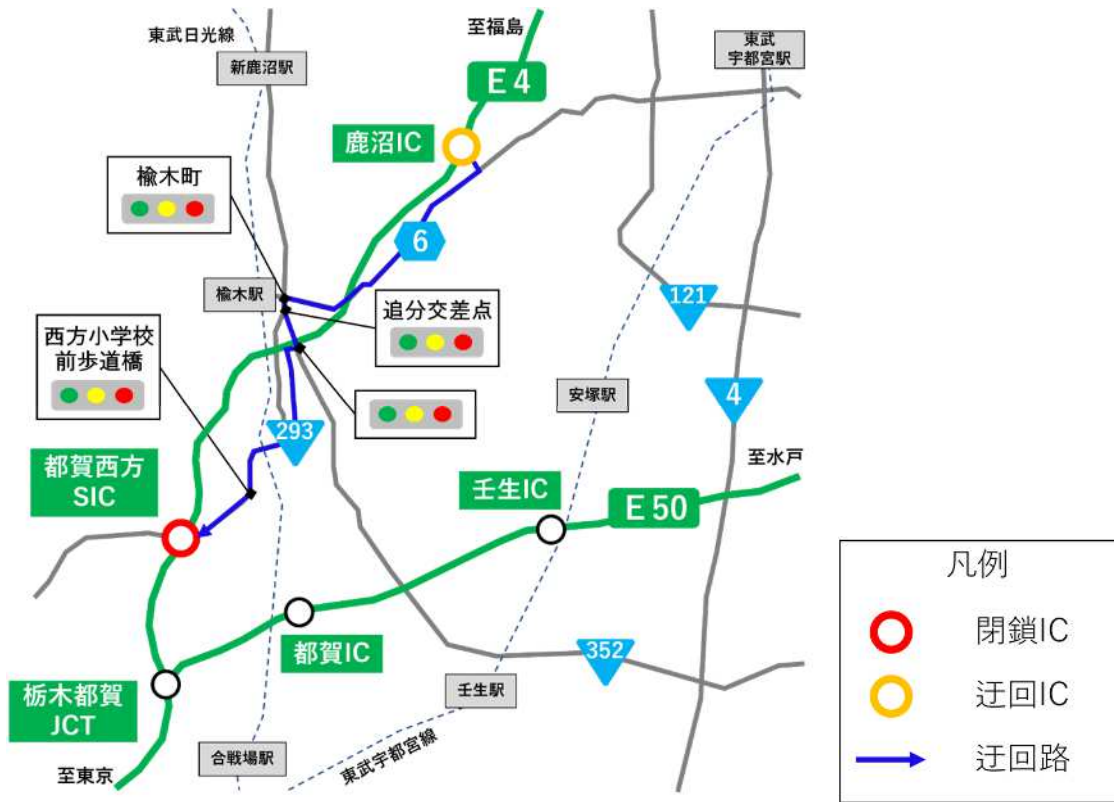 東武日光線
新鹿沼駅
至福島
E 4
東武
宇都宮駅
鹿沼IC
楡木町
6
楡木駅
追分交差点
121
西方小学校
前歩道橋
安塚駅
4
293
都賀西方
SIC
壬生IC
至水戸
E 50
都賀IC
352
栃木都賀
JCT
壬生駅
合戦場駅
東武宇都宮線
至東京
凡例
閉鎖IC
迂回IC
迂回路